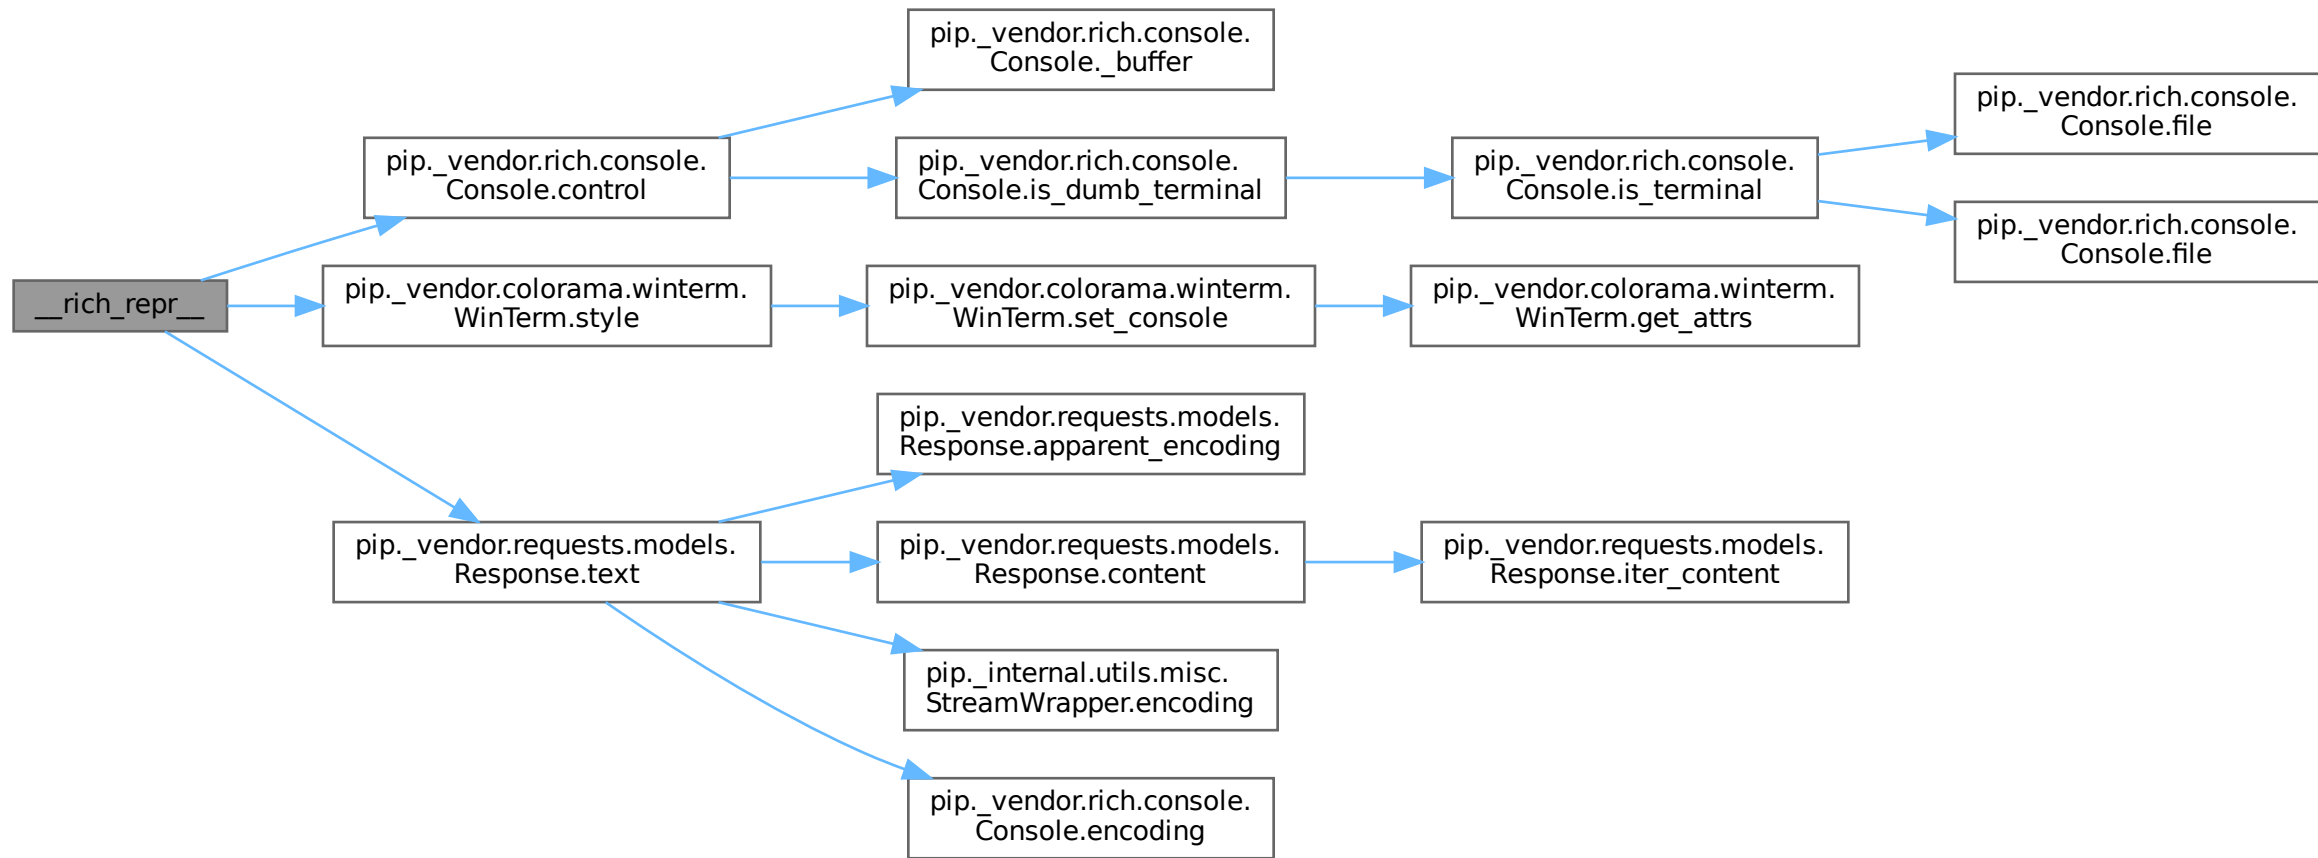 __rich_repr__
pip._vendor.rich.console.
Console.control
pip._vendor.rich.console.
Console._buffer
pip._vendor.rich.console.
Console.is_dumb_terminal
pip._vendor.rich.console.
Console.is_terminal
pip._vendor.rich.console.
Console.file
pip._vendor.rich.console.
Console.file
pip._vendor.colorama.winterm.
WinTerm.style
pip._vendor.colorama.winterm.
WinTerm.set_console
pip._vendor.colorama.winterm.
WinTerm.get_attrs
pip._vendor.requests.models.
Response.text
pip._vendor.requests.models.
Response.apparent_encoding
pip._vendor.requests.models.
Response.content
pip._vendor.requests.models.
Response.iter_content
pip._internal.utils.misc.
StreamWrapper.encoding
pip._vendor.rich.console.
Console.encoding